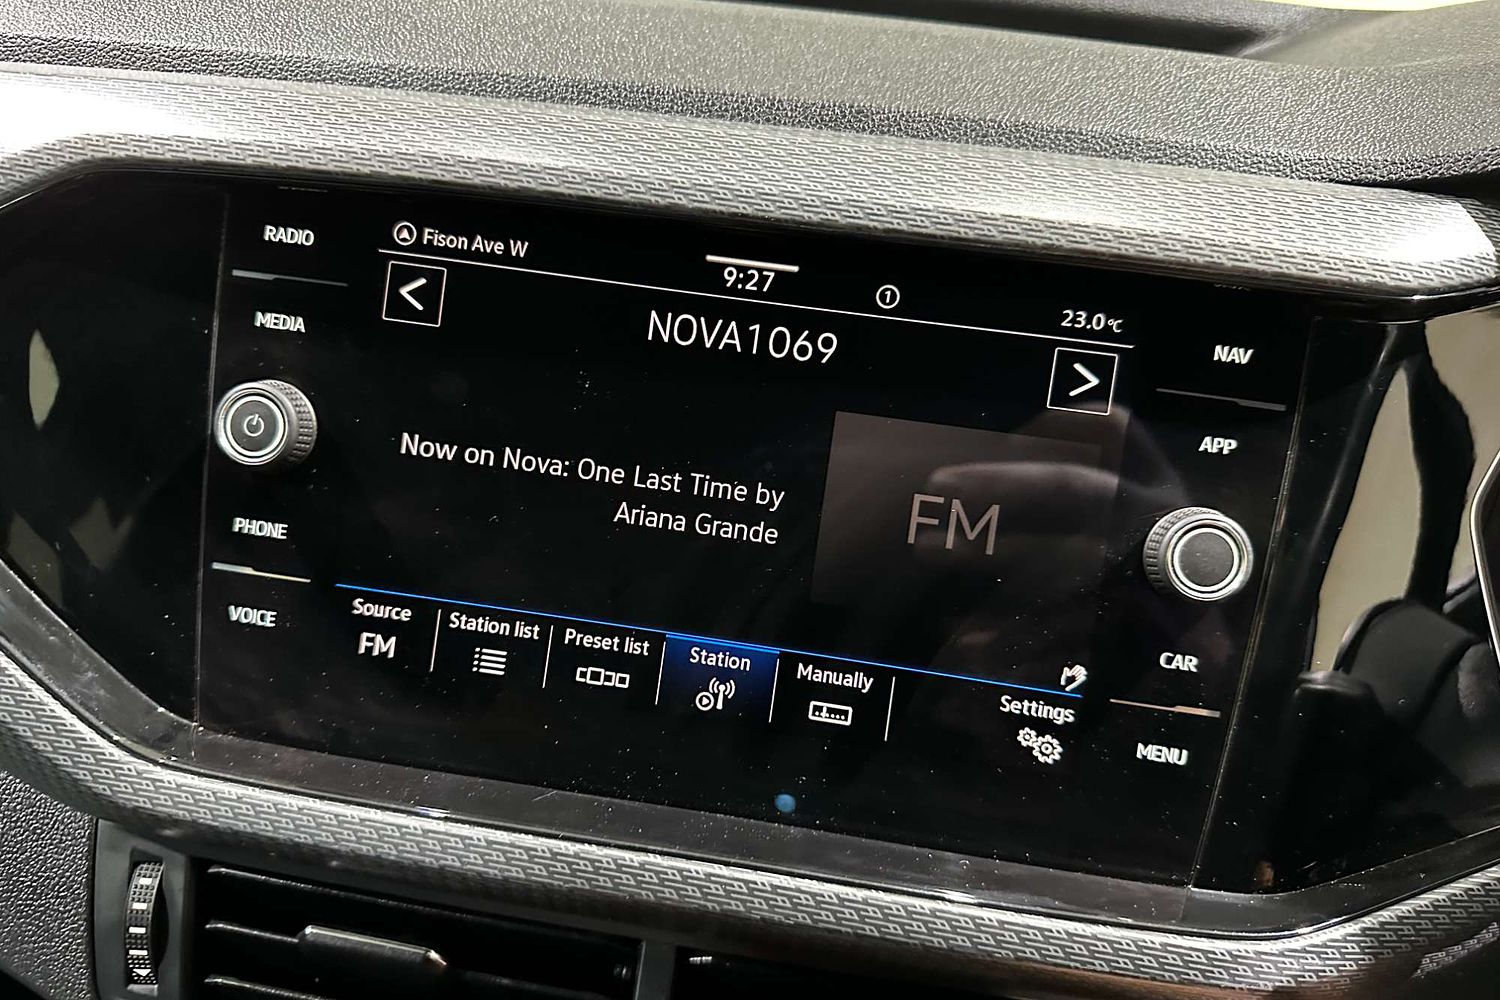 RADIO
MEDIA
PHONE
VOICE
Fison Ave W
9:27
1
23.0°C
NOVA1069
Now on Nova: One Last Time by
Ariana Grande
FM
Source
FM
Station list
Preset list
Station
Manually
Settings
NAV
APP
CAR
MENU